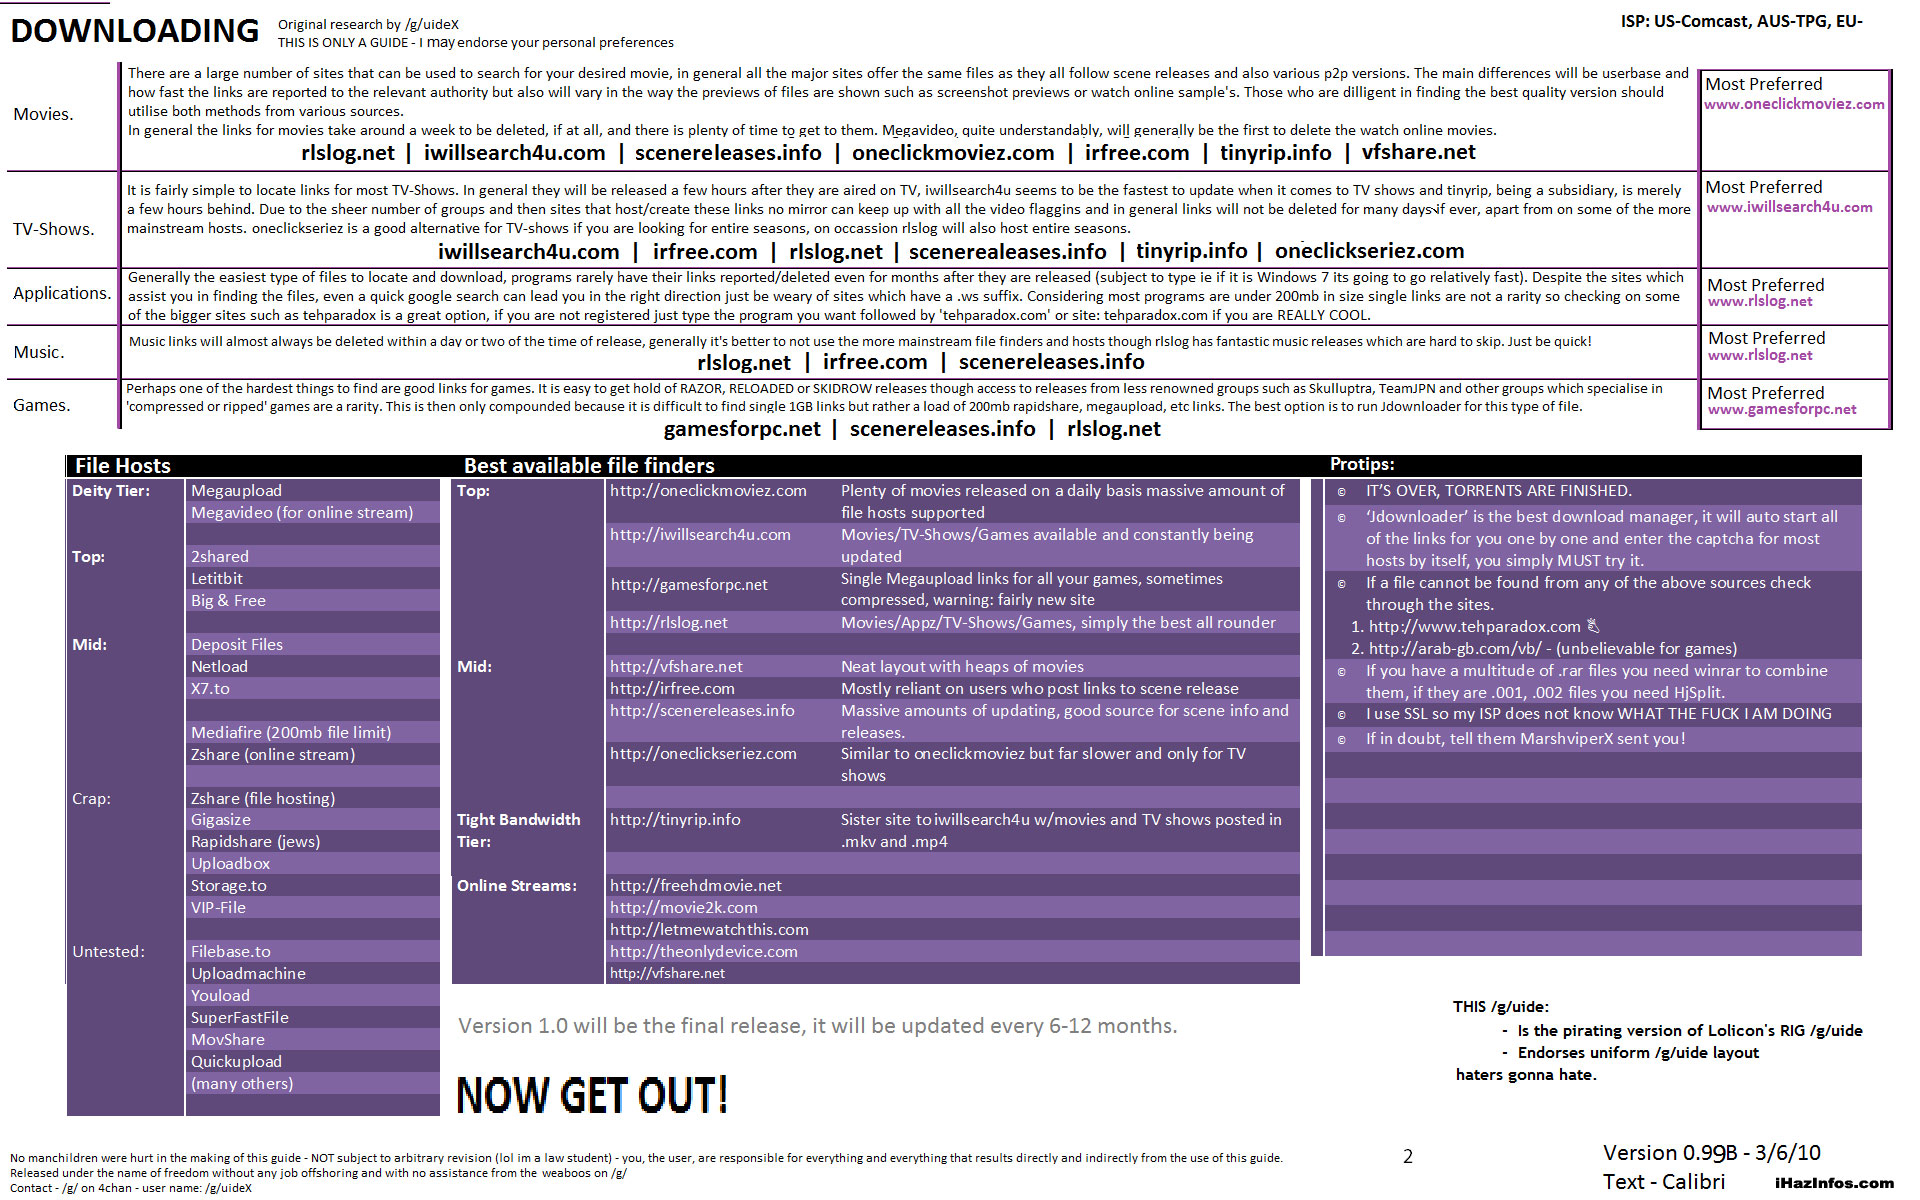 DOWNLOADING
Original research by /g/uideX
THIS IS ONLY A GUIDE - I may endorse your personal preferences
ISP: US-Comcast, AUS-TPG, EU-
Movies.
There are a large number of sites that can be used to search for your desired movie, in general all the major sites offer the same files as they all follow scene releases and also various p2p versions. The main differences will be userbase and
how fast the links are reported to the relevant authority but also will vary in the way the previews of files are shown such as screenshot previews or watch online sample's. Those who are dilligent in finding the best quality version should
utilise both methods from various sources.
In general the links for movies take around a week to be deleted, if at all, and there is plenty of time to get to them. Megavideo, quite understandably, will generally be the first to delete the watch online movies.
rlslog.net | iwillsearch4u.com | scenereleases.info | oneclickmoviez.com | irfree.com | tinyrip.info | vfshare.net
Most Preferred
www.oneclickmoviez.com
TV-Shows.
It is fairly simple to locate links for most TV-Shows. In general they will be released a few hours after they are aired on TV, iwillsearch4u seems to be the fastest to update when it comes to TV shows and tinyrip, being a subsidiary, is merely
a few hours behind. Due to the sheer number of groups and then sites that host/create these links no mirror can keep up with all the video flaggins and in general links will not be deleted for many days if ever, apart from on some of the more
mainstream hosts. oneclickseriez is a good alternative for TV-shows if you are looking for entire seasons, on occassion rlslog will also host entire seasons.
iwillsearch4u.com | irfree.com | rlslog.net | scenerealeases.info | tinyrip.info | oneclickseriez.com
Most Preferred
www.iwillsearch4u.com
Applications.
Generally the easiest type of files to locate and download, programs rarely have their links reported/deleted even for months after they are released (subject to type ie if it is Windows 7 its going to go relatively fast). Despite the sites which
assist you in finding the files, even a quick google search can lead you in the right direction just be weary of sites which have a .ws suffix. Considering most programs are under 200mb in size single links are not a rarity so checking on some
of the bigger sites such as tehparadox is a great option, if you are not registered just type the program you want followed by 'tehparadox.com' or site: tehparadox.com if you are REALLY COOL.
Most Preferred
www.rlslog.net
Music.
Music links will almost always be deleted within a day or two of the time of release, generally it's better to not use the more mainstream file finders and hosts though rlslog has fantastic music releases which are hard to skip. Just be quick!
rlslog.net | irfree.com | scenereleases.info
Most Preferred
www.rlslog.net
Games.
Perhaps one of the hardest things to find are good links for games. It is easy to get hold of RAZOR, RELOADED or SKIDROW releases though access to releases from less renowned groups such as Skulluptra, TeamJPN and other groups which specialise in
'compressed or ripped' games are a rarity. This is then only compounded because it is difficult to find single 1GB links but rather a load of 200mb rapidshare, megaupload, etc links. The best option is to run Jdownloader for this type of file.
gamesforpc.net | scenereleases.info | rlslog.net
Most Preferred
www.gamesforpc.net
File Hosts
Deity Tier:
Megaupload
Megavideo (for online stream)
Top:
2shared
Letitbit
Big & Free
Mid:
Deposit Files
Netload
X7.to
Mediafire (200mb file limit)
Zshare (online stream)
Crap:
Zshare (file hosting)
Gigasize
Rapidshare (jews)
Uploadbox
Storage.to
VIP-File
Untested:
Filebase.to
Uploadmachine
Youload
SuperFastFile
MovShare
Quickupload
(many others)
Best available file finders
Top:
http://oneclickmoviez.com
Plenty of movies released on a daily basis massive amount of
file hosts supported
http://iwillsearch4u.com
Movies/TV-Shows/Games available and constantly being
updated
http://gamesforpc.net
Single Megaupload links for all your games, sometimes
compressed, warning: fairly new site
http://rlslog.net
Movies/Appz/TV-Shows/Games, simply the best all rounder
Mid:
http://vfshare.net
Neat layout with heaps of movies
http://irfree.com
Mostly reliant on users who post links to scene release
http://scenereleases.info
Massive amounts of updating, good source for scene info and
releases.
http://oneclickseriez.com
Similar to oneclickmoviez but far slower and only for TV
shows
Tight Bandwidth
Tier:
http://tinyrip.info
Sister site to iwillsearch4u w/movies and TV shows posted in
.mkv and .mp4
Online Streams:
http://freehdmovie.net
http://movie2k.com
http://letmewatchthis.com
http://theonlydevice.com
http://vfshare.net
Protips:
© IT'S OVER, TORRENTS ARE FINISHED.
© ‘Jdownloader’ is the best download manager, it will auto start all
of the links for you one by one and enter the captcha for most
hosts by itself, you simply MUST try it.
© If a file cannot be found from any of the above sources check
through the sites.
1. http://www.tehparadox.com
2. http://arab-gb.com/vb/ - (unbelievable for games)
© If you have a multitude of .rar files you need winrar to combine
them, if they are .001, .002 files you need HjSplit.
© I use SSL so my ISP does not know WHAT THE FUCK I AM DOING
© If in doubt, tell them MarshviperX sent you!
Version 1.0 will be the final release, it will be updated every 6-12 months.
NOW GET OUT!
THIS /g/uide:
- Is the pirating version of Lolicon's RIG /g/uide
- Endorses uniform /g/uide layout
haters gonna hate.
No manchildren were hurt in the making of this guide - NOT subject to arbitrary revision (lol im a law student) - you, the user, are responsible for everything and everything that results directly and indirectly from the use of this guide.
Released under the name of freedom without any job offshoring and with no assistance from the weaboos on /g/
Contact - /g/ on 4chan - user name: /g/uideX
2
Version 0.99B - 3/6/10
Text - Calibri
iHazInfos.com